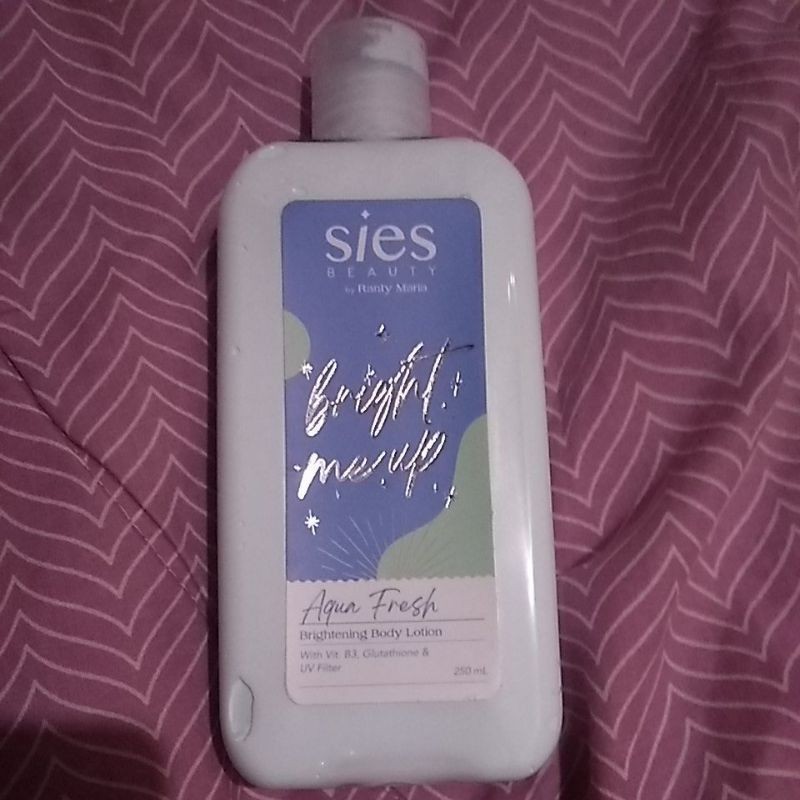 sies
BEAUTY
by Ranty Maria
bright
me up
Aqua Fresh
Brightening Body Lotion
With Vit. B3, Glutathione &
UV Filter
250 mL